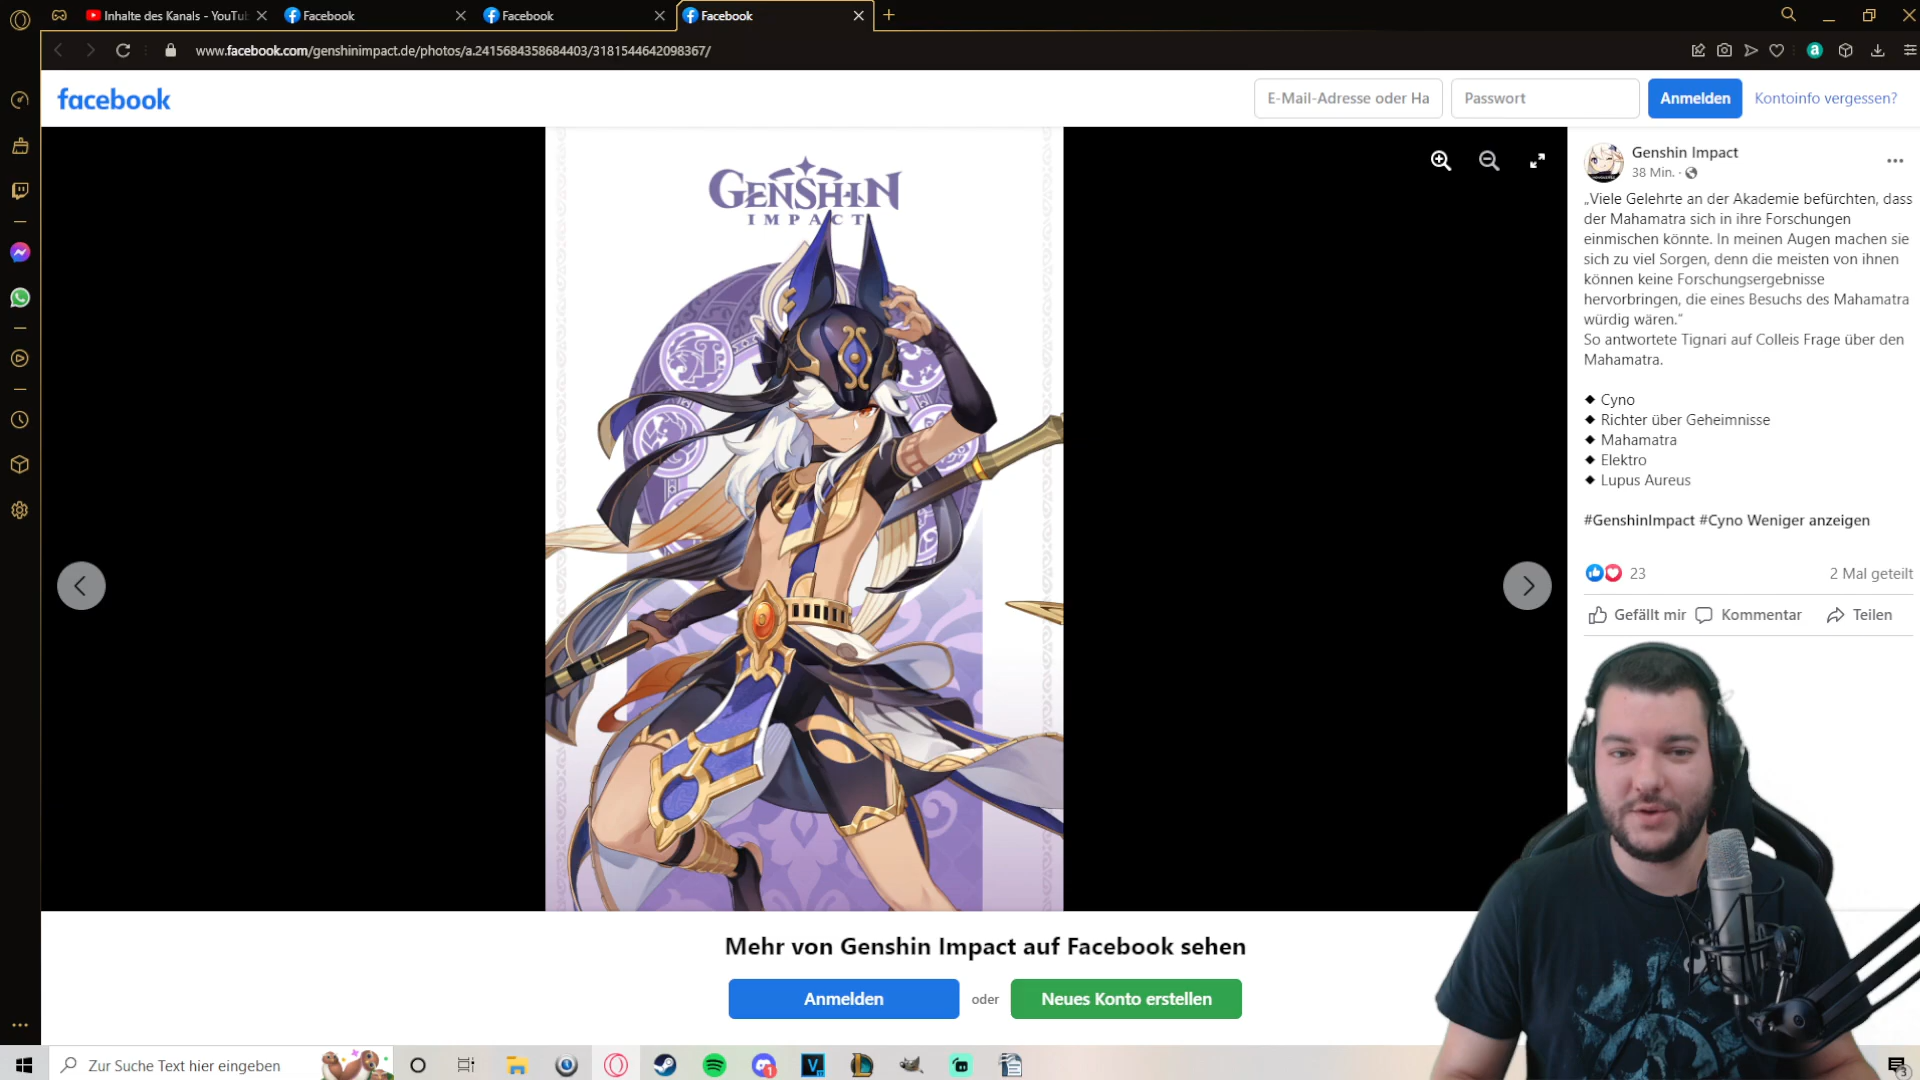 Inhalte des Kanals - YouTub
Facebook
Facebook
Facebook
www.facebook.com/genshinimpact.de/photos/a.2415684358684403/3181544642098367/
facebook
E-Mail-Adresse oder Ha
Passwort
Anmelden
Kontoinfo vergessen?
GENSHIN
IMPACT
Genshin Impact
38 Min. ·
„Viele Gelehrte an der Akademie befürchten, dass
der Mahamatra sich in ihre Forschungen
einmischen könnte. In meinen Augen machen sie
sich zu viel Sorgen, denn die meisten von ihnen
können keine Forschungsergebnisse
hervorbringen, die eines Besuchs des Mahamatra
würdig wären.“
So antwortete Tignari auf Colleis Frage über den
Mahamatra.
◆ Cyno
◆ Richter über Geheimnisse
◆ Mahamatra
◆ Elektro
◆ Lupus Aureus
#GenshinImpact #Cyno Weniger anzeigen
23
2 Mal geteilt
Gefällt mir
Kommentar
Teilen
Mehr von Genshin Impact auf Facebook sehen
Anmelden
oder
Neues Konto erstellen
Zur Suche Text hier eingeben